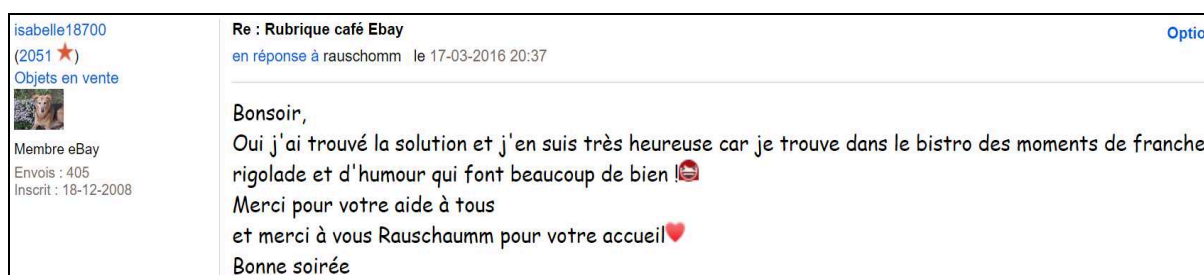 isabelle18700
(2051 ★)
Objets en vente
Membre eBay
Envois : 405
Inscrit : 18-12-2008
Re : Rubrique café Ebay
Optio
en réponse à rauschomm le 17-03-2016 20:37
Bonsoir,
Oui j'ai trouvé la solution et j'en suis très heureuse car je trouve dans le bistro des moments de franche
rigolade et d'humour qui font beaucoup de bien !
Merci pour votre aide à tous
et merci à vous Rauschaumm pour votre accueil❤
Bonne soirée